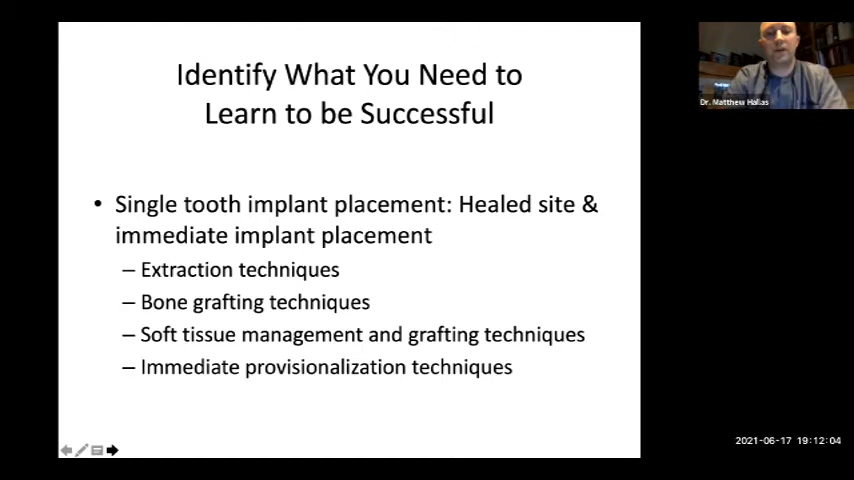 Identify What You Need to
Learn to be Successful
• Single tooth implant placement: Healed site &
immediate implant placement
– Extraction techniques
– Bone grafting techniques
– Soft tissue management and grafting techniques
– Immediate provisionalization techniques
Dr. Matthew Hallas
2021-06-17 19:12:04